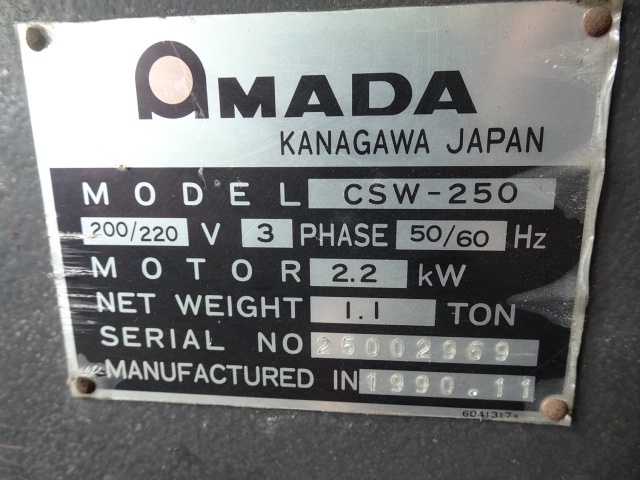 AMADA
KANAGAWA JAPAN
MODEL CSW-250
200/220 V 3 PHASE 50/60 Hz
MOTOR 2.2 kW
NET WEIGHT 1.1 TON
SERIAL NO 25002969
MANUFACTURED IN 1990.11